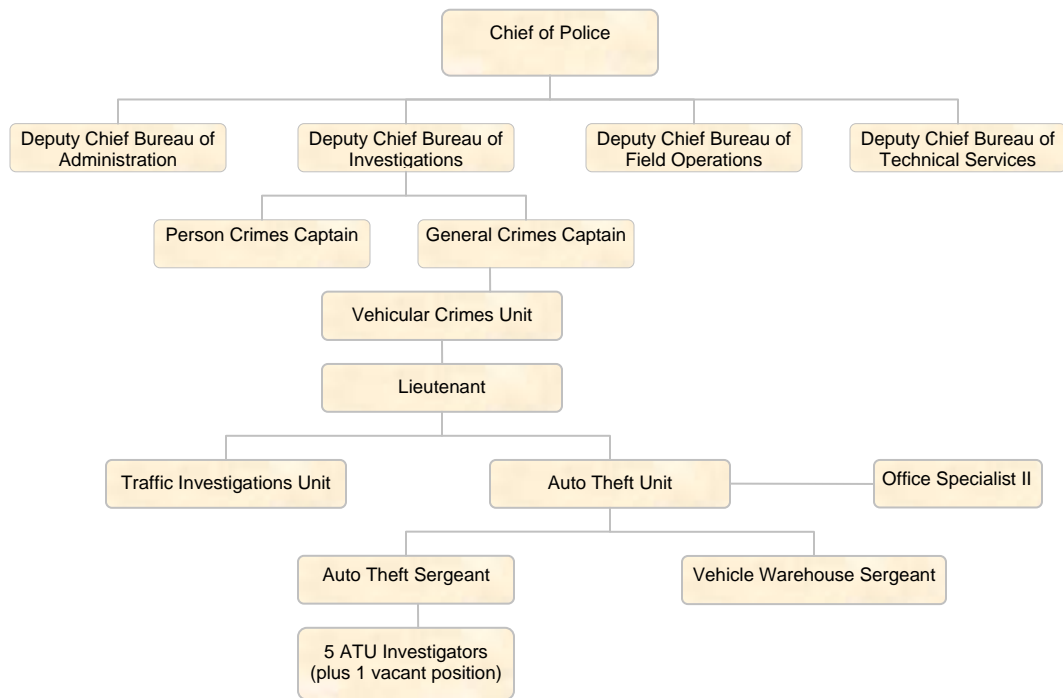 Chief of Police
Deputy Chief Bureau of
Administration
Deputy Chief Bureau of
Investigations
Deputy Chief Bureau of
Field Operations
Deputy Chief Bureau of
Technical Services
Person Crimes Captain
General Crimes Captain
Vehicular Crimes Unit
Lieutenant
Traffic Investigations Unit
Auto Theft Unit
Office Specialist II
Auto Theft Sergeant
Vehicle Warehouse Sergeant
5 ATU Investigators
(plus 1 vacant position)